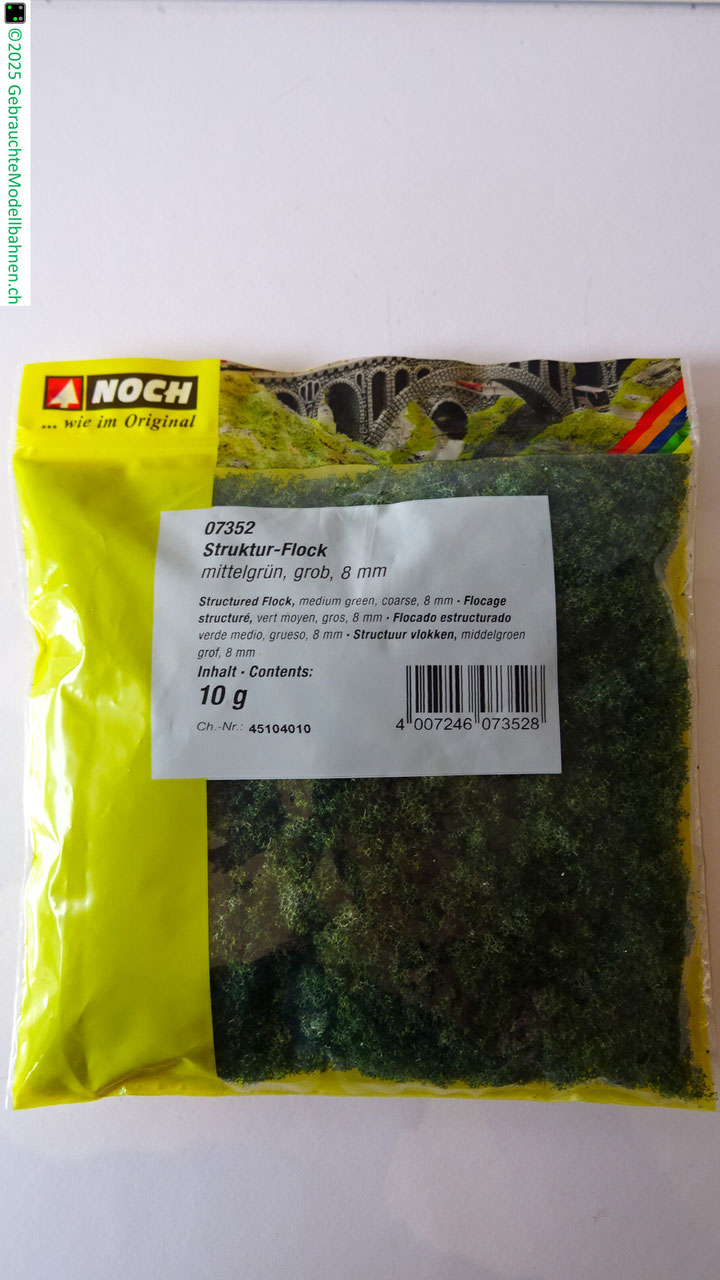 ©2025 GebrauchteModellbahnen.ch
NOCH
... wie im Original
07352
Struktur-Flock
mittelgrün, grob, 8 mm
Structured Flock, medium green, coarse, 8 mm · Flocage
structuré, vert moyen, gros, 8 mm · Flocado estructurado
verde medio, grueso, 8 mm · Structuur vlokken, middelgroen
grof, 8 mm
Inhalt · Contents:
10 g
Ch.-Nr.: 45104010
4 007246 073528